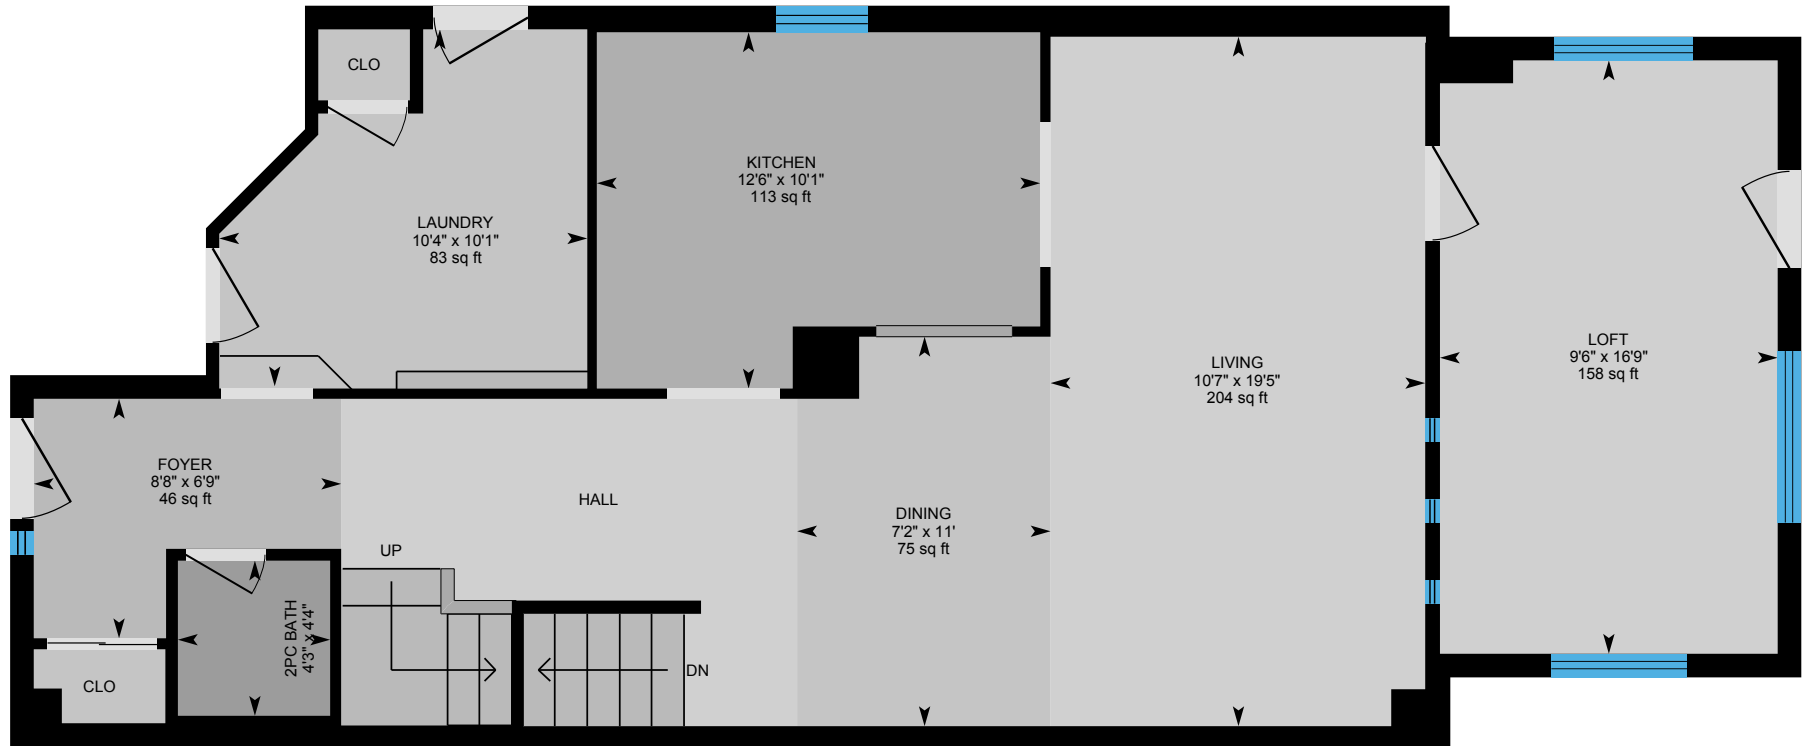 CLO
KITCHEN
12'6" x 10'1"
113 sq ft
LAUNDRY
10'4" x 10'1"
83 sq ft
LOFT
9'6" x 16'9"
158 sq ft
LIVING
10'7" x 19'5"
204 sq ft
FOYER
8'8" x 6'9"
46 sq ft
HALL
DINING
7'2" x 11'
75 sq ft
UP
2PC BATH
4'3" x 4'4"
DN
CLO